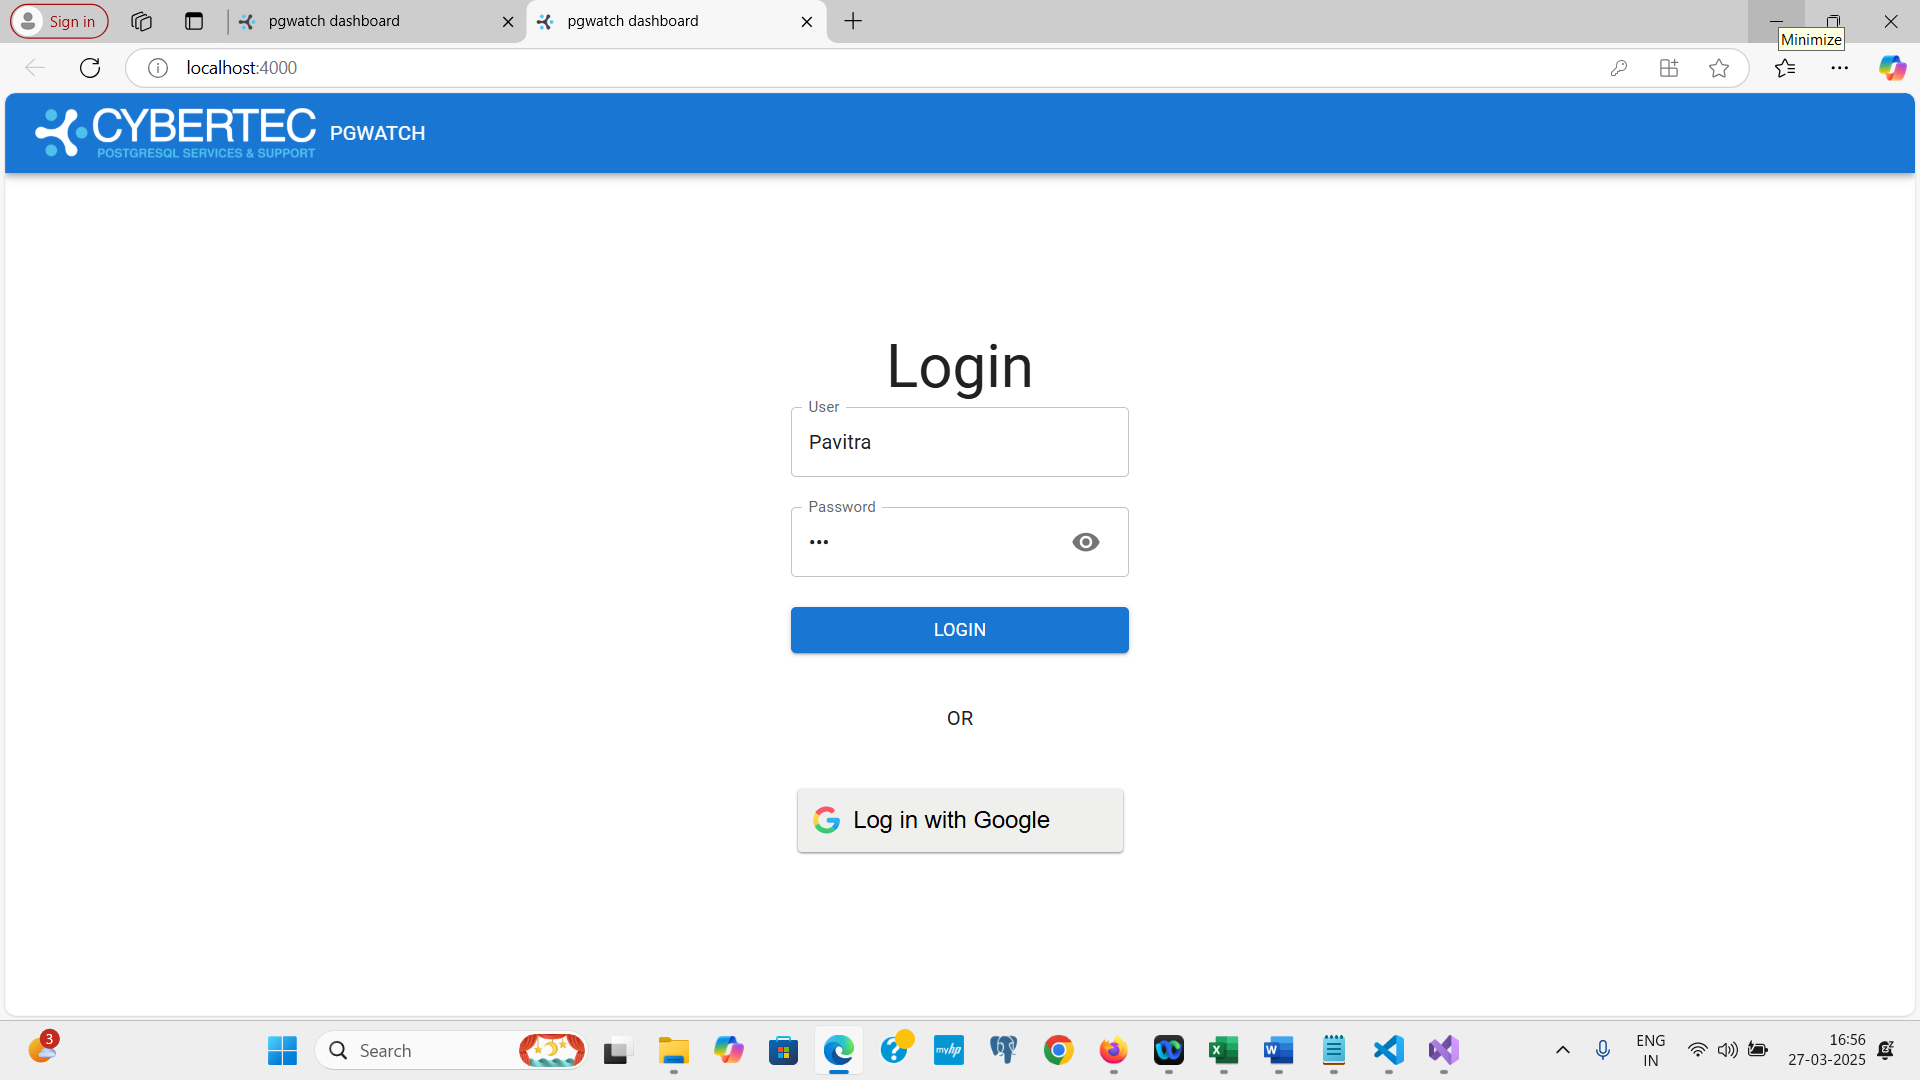 Sign in
pgwatch dashboard
pgwatch dashboard
Minimize
localhost:4000
CYBERTEC
POSTGRESQL SERVICES & SUPPORT
PGWATCH
Login
User
Pavitra
Password
•••
LOGIN
OR
Log in with Google
3
Search
myhp
ENG
IN
16:56
27-03-2025